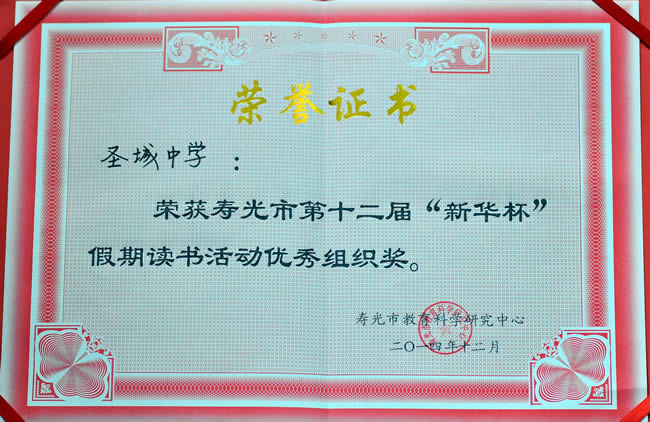 荣誉证书
圣城中学：
荣获寿光市第十二届“新华杯”
假期读书活动优秀组织奖。
寿光市教育科学研究中心
二〇一四年十二月